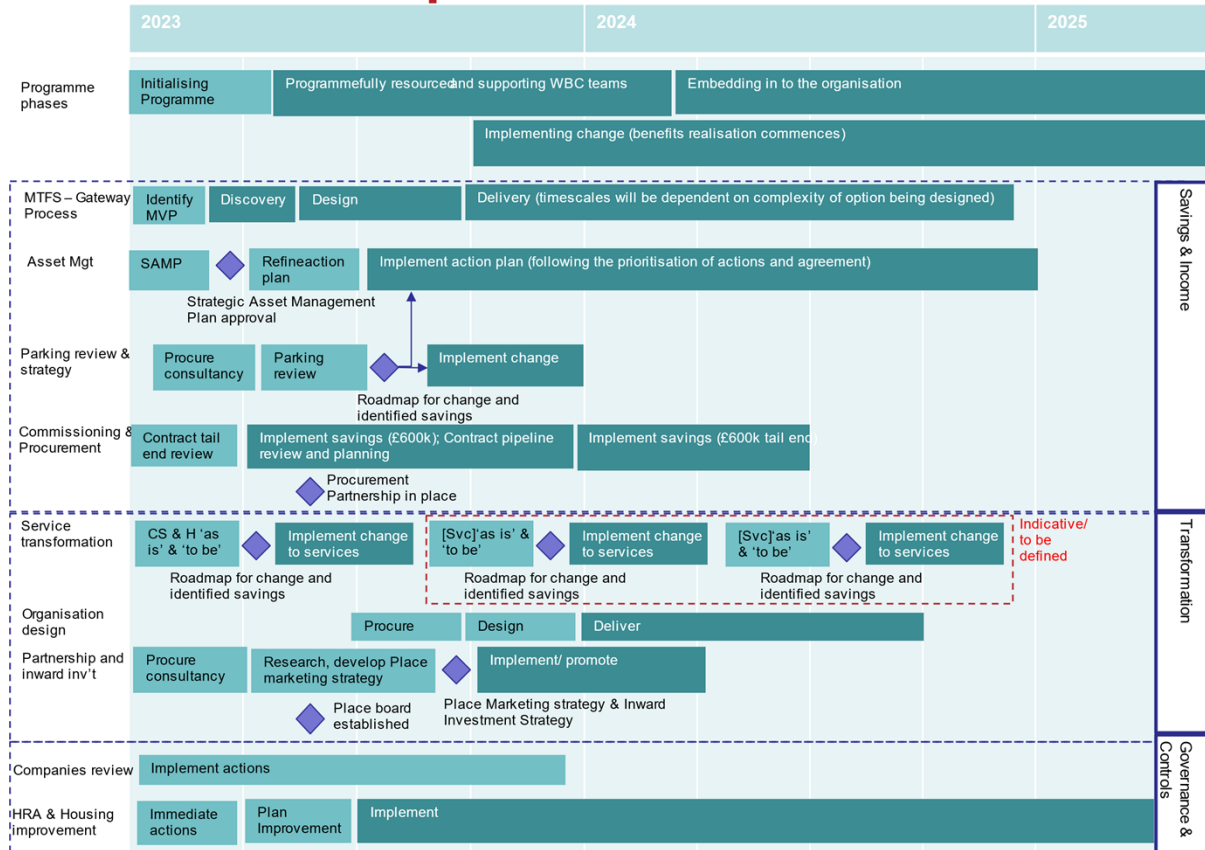 2023
2024
2025
Programme
phases
Initialising
Programme
Programmefully resourced and supporting WBC teams
Embedding in to the organisation
Implementing change (benefits realisation commences)
MTFS – Gateway
Process
Identify
MVP
Discovery
Design
Delivery (timescales will be dependent on complexity of option being designed)
Savings & Income
Asset Mgt
SAMP
Refineaction
plan
Implement action plan (following the prioritisation of actions and agreement)
Strategic Asset Management
Plan approval
Parking review &
strategy
Procure
consultancy
Parking
review
Implement change
Roadmap for change and
identified savings
Commissioning &
Procurement
Contract tail
end review
Implement savings (£600k); Contract pipeline
review and planning
Implement savings (£600k tail end)
Procurement
Partnership in place
Service
transformation
CS & H ‘as
is’ & ‘to be’
Implement change
to services
[Svc]‘as is’ &
‘to be’
Implement change
to services
[Svc]‘as is’
& ‘to be’
Implement change
to services
Indicative/
to be
defined
Transformation
Roadmap for change and
identified savings
Roadmap for change and
identified savings
Roadmap for change and
identified savings
Organisation
design
Procure
Design
Deliver
Partnership and
inward inv’t
Procure
consultancy
Research, develop Place
marketing strategy
Implement/ promote
Place board
established
Place Marketing strategy & Inward
Investment Strategy
Companies review
Implement actions
Governance &
Controls
HRA & Housing
improvement
Immediate
actions
Plan
Improvement
Implement